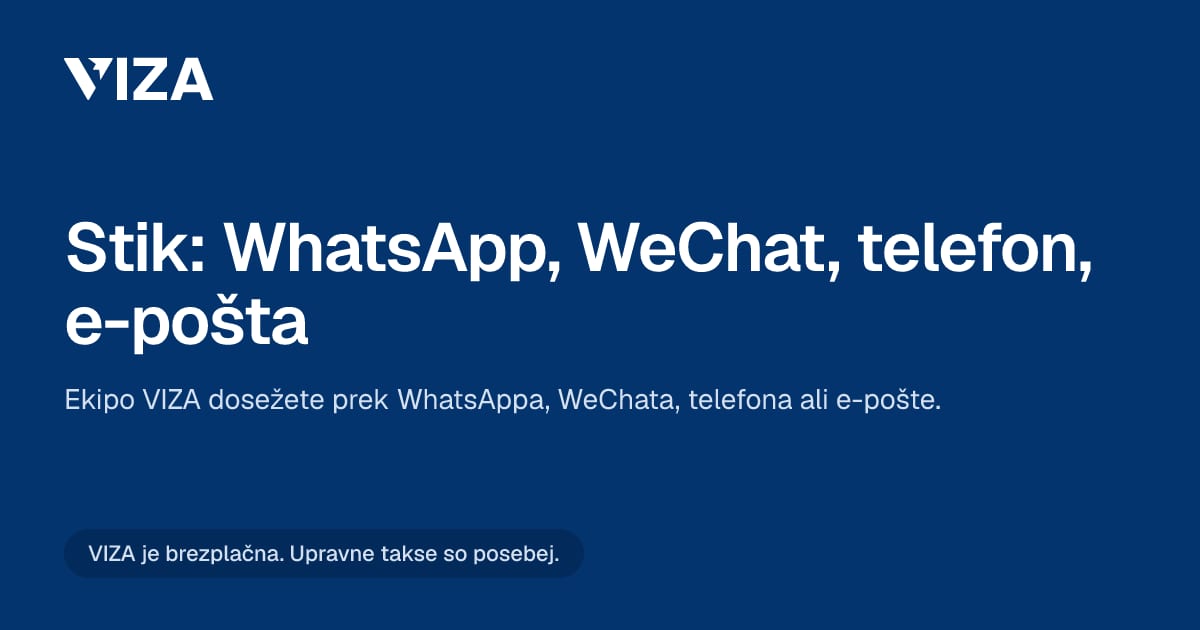 VIZA
Stik: WhatsApp, WeChat, telefon,
e-pošta
Ekipo VIZA dosežete prek WhatsAppa, WeChata, telefona ali e-pošte.
VIZA je brezplačna. Upravne takse so posebej.